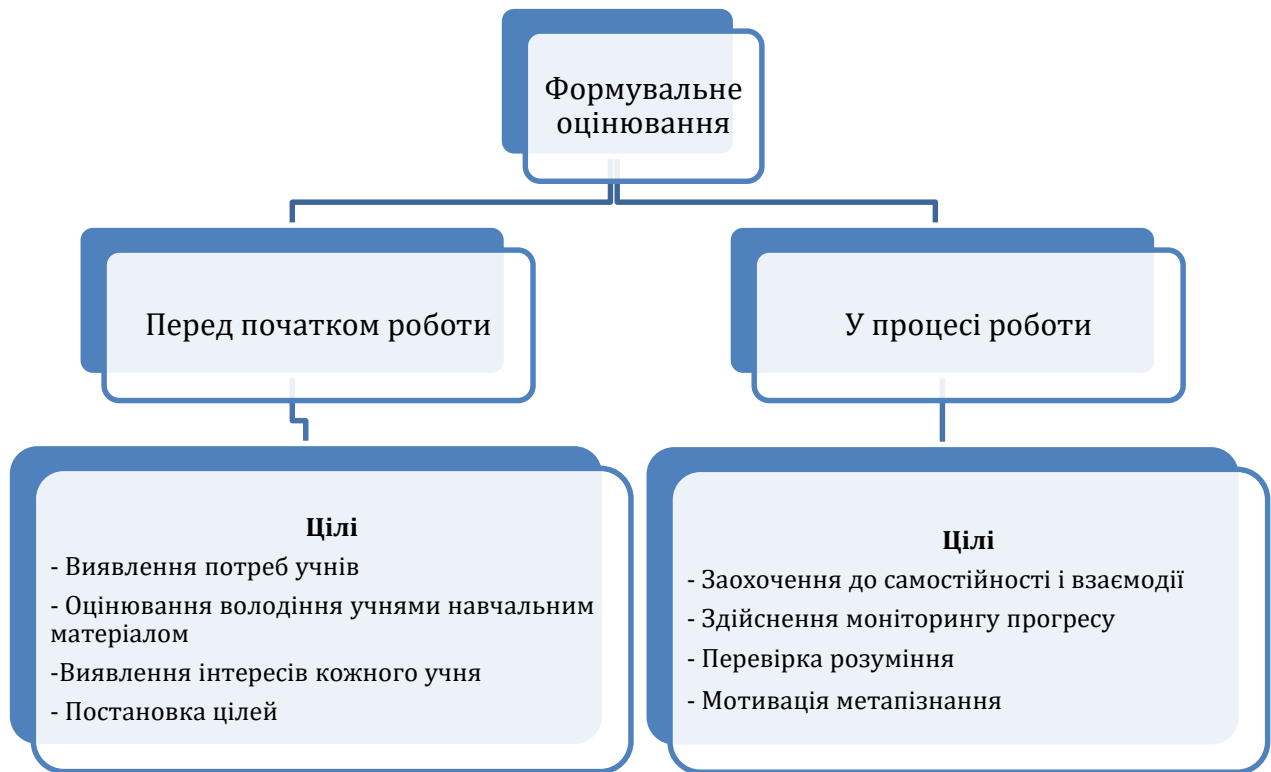 Формувальне
оцінювання
Перед початком роботи
У процесі роботи
Цілі
- Виявлення потреб учнів
- Оцінювання володіння учнями навчальним
матеріалом
-Виявлення інтересів кожного учня
- Постановка цілей
Цілі
- Заохочення до самостійності і взаємодії
- Здійснення моніторингу прогресу
- Перевірка розуміння
- Мотивація метапізнання